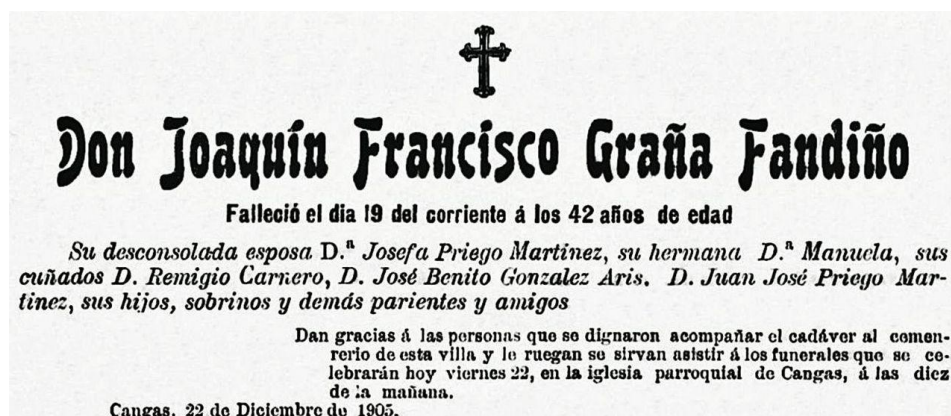 Don Joaquín Francisco Graña Fandiño
Falleció el dia 19 del corriente á los 42 años de edad
Su desconsolada esposa D.ª Josefa Priego Martinez, su hermana D.ª Manuela, sus
cuñados D. Remigio Carnero, D. José Benito Gonzalez Aris. D. Juan José Priego Mar-
tinez, sus hijos, sobrinos y demás parientes y amigos
Dan gracias á las personas que se dignaron acompañar el cadáver al cemen-
rerio de esta villa y le ruegan se sirvan asistir á los funerales que se ce-
lebrarán hoy viernes 22, en la iglesia parroquial de Cangas, á las diez
de la mañana.
Cangas, 22 de Diciembre de 1905.